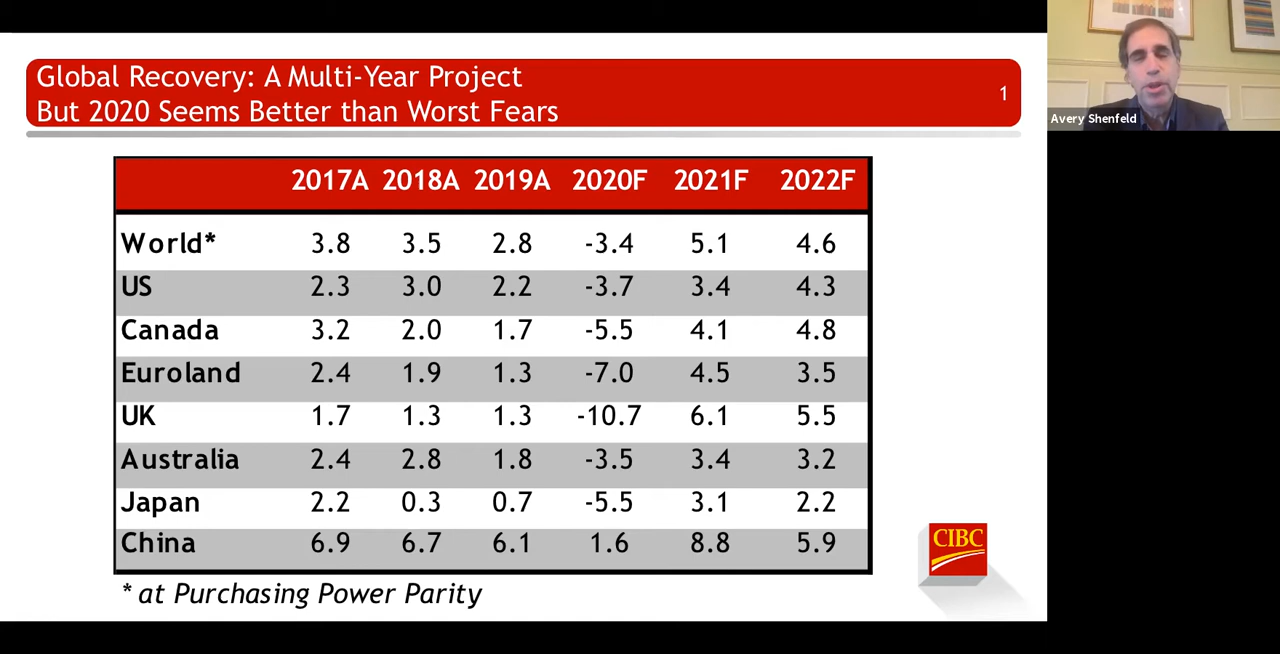 Global Recovery: A Multi-Year Project
But 2020 Seems Better than Worst Fears
1
Avery Shenfeld
2017A 2018A 2019A 2020F 2021F 2022F
World* 3.8 3.5 2.8 -3.4 5.1 4.6
US 2.3 3.0 2.2 -3.7 3.4 4.3
Canada 3.2 2.0 1.7 -5.5 4.1 4.8
Euroland 2.4 1.9 1.3 -7.0 4.5 3.5
UK 1.7 1.3 1.3 -10.7 6.1 5.5
Australia 2.4 2.8 1.8 -3.5 3.4 3.2
Japan 2.2 0.3 0.7 -5.5 3.1 2.2
China 6.9 6.7 6.1 1.6 8.8 5.9
CIBC
* at Purchasing Power Parity